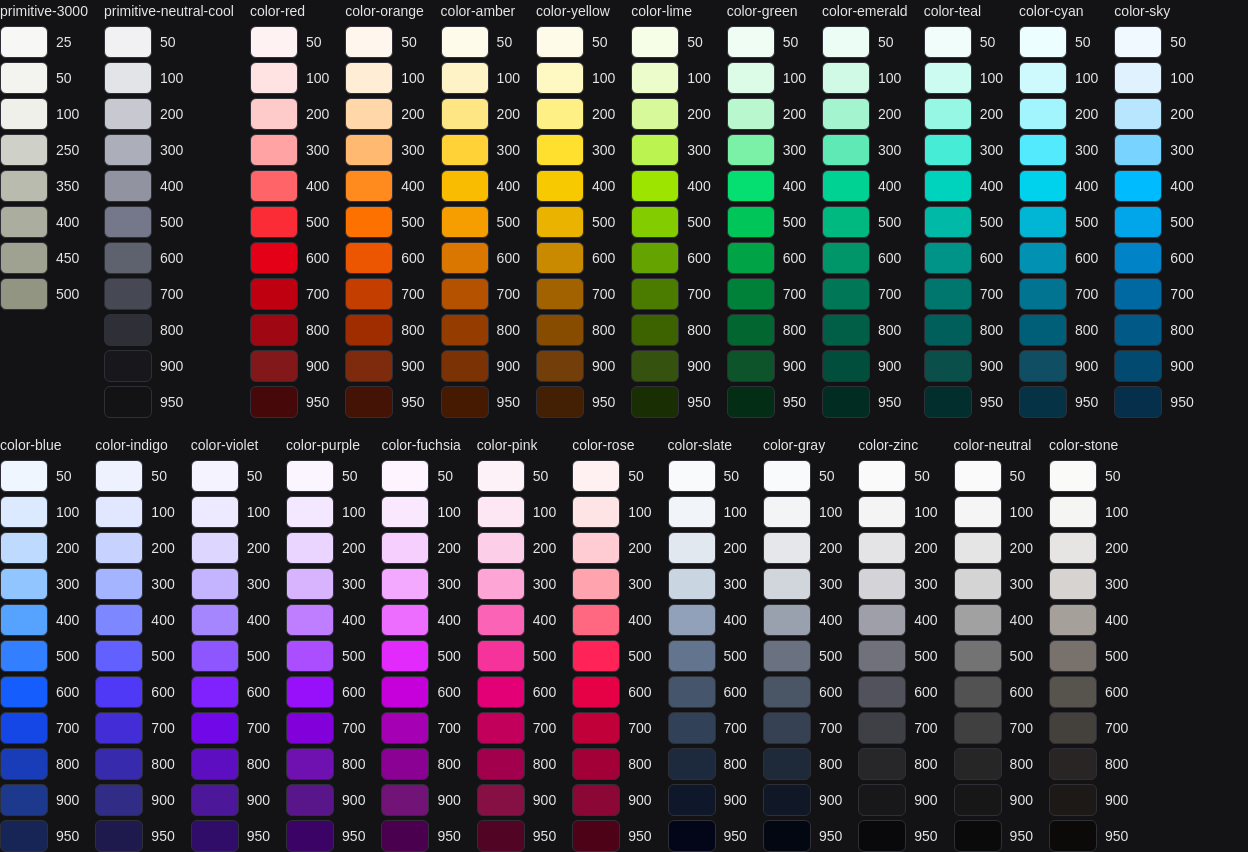 primitive-3000 primitive-neutral-cool color-red color-orange color-amber color-yellow color-lime color-green color-emerald color-teal color-cyan color-sky
25 50 50 50 50 50 50 50 50 50 50 50
50 100 100 100 100 100 100 100 100 100 100 100
100 200 200 200 200 200 200 200 200 200 200 200
250 300 300 300 300 300 300 300 300 300 300 300
350 400 400 400 400 400 400 400 400 400 400 400
400 500 500 500 500 500 500 500 500 500 500 500
450 600 600 600 600 600 600 600 600 600 600 600
500 700 700 700 700 700 700 700 700 700 700 700
800 800 800 800 800 800 800 800 800 800 800
900 900 900 900 900 900 900 900 900 900 900
950 950 950 950 950 950 950 950 950 950 950
color-blue color-indigo color-violet color-purple color-fuchsia color-pink color-rose color-slate color-gray color-zinc color-neutral color-stone
50 50 50 50 50 50 50 50 50 50 50 50
100 100 100 100 100 100 100 100 100 100 100 100
200 200 200 200 200 200 200 200 200 200 200 200
300 300 300 300 300 300 300 300 300 300 300 300
400 400 400 400 400 400 400 400 400 400 400 400
500 500 500 500 500 500 500 500 500 500 500 500
600 600 600 600 600 600 600 600 600 600 600 600
700 700 700 700 700 700 700 700 700 700 700 700
800 800 800 800 800 800 800 800 800 800 800 800
900 900 900 900 900 900 900 900 900 900 900 900
950 950 950 950 950 950 950 950 950 950 950 950